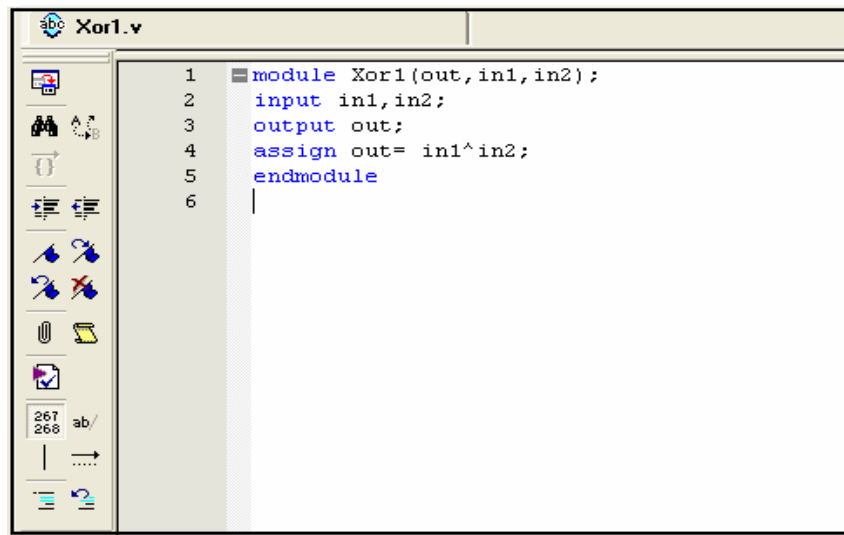 abc Xor1.v
1 module Xor1(out,in1,in2);
2 input in1,in2;
3 output out;
4 assign out= in1^in2;
5 endmodule
6
A B
{}
267
268 ab/